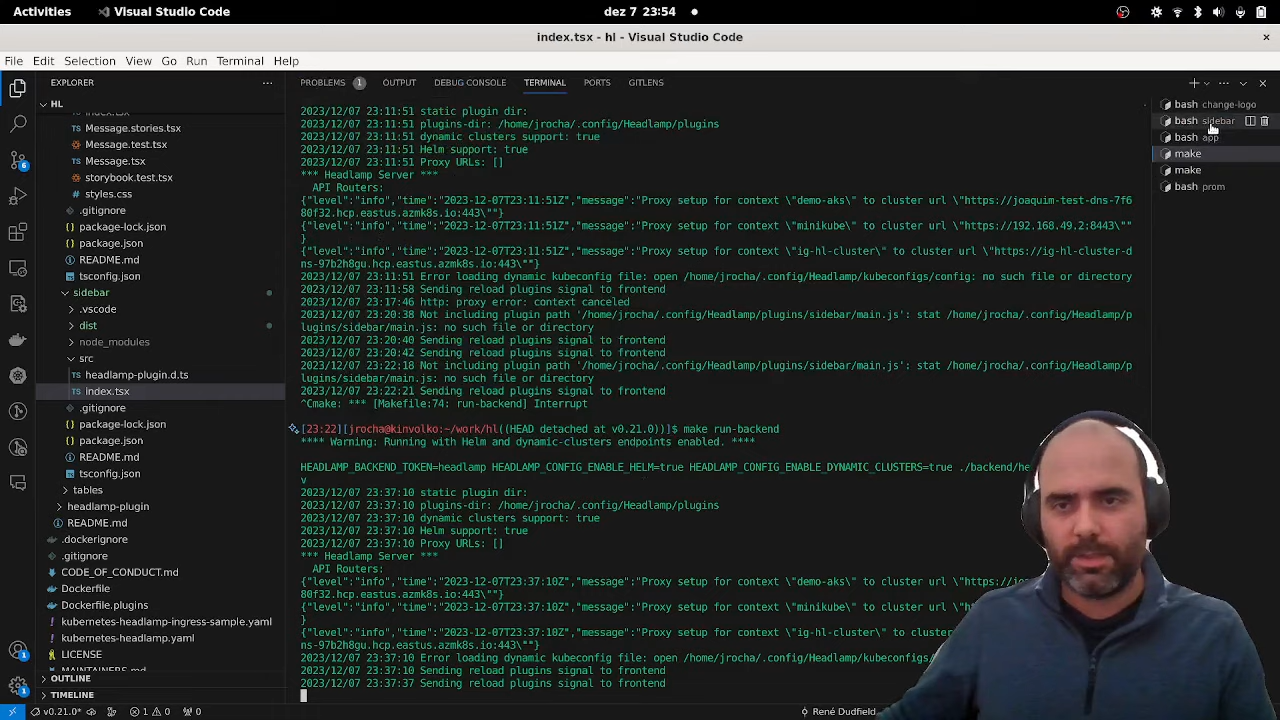 Activities
Visual Studio Code
dez 7 23:54
index.tsx - hl - Visual Studio Code
File Edit Selection View Go Run Terminal Help
EXPLORER
HL
index.tsx
Message.stories.tsx
Message.test.tsx
Message.tsx
storybook.test.tsx
styles.css
.gitignore
package-lock.json
package.json
README.md
tsconfig.json
sidebar
.vscode
dist
node_modules
src
headlamp-plugin.d.ts
index.tsx
.gitignore
package-lock.json
package.json
README.md
tsconfig.json
tables
headlamp-plugin
README.md
.dockerignore
.gitignore
CODE_OF_CONDUCT.md
Dockerfile
Dockerfile.plugins
kubernetes-headlamp-ingress-sample.yaml
kubernetes-headlamp.yaml
LICENSE
MAINTAINERS.md
OUTLINE
TIMELINE
PROBLEMS 1 OUTPUT DEBUG CONSOLE TERMINAL PORTS GITLENS
2023/12/07 23:11:51 static plugin dir:
2023/12/07 23:11:51 plugins-dir: /home/jrocha/.config/Headlamp/plugins
2023/12/07 23:11:51 dynamic clusters support: true
2023/12/07 23:11:51 Helm support: true
2023/12/07 23:11:51 Proxy URLs: []
*** Headlamp Server ***
API Routers:
{"level":"info","time":"2023-12-07T23:11:51Z","message":"Proxy setup for context \"demo-aks\" to cluster url \"https://joaquim-test-dns-7f6
80f32.hcp.eastus.azmk8s.io:443\""}
{"level":"info","time":"2023-12-07T23:11:51Z","message":"Proxy setup for context \"minikube\" to cluster url \"https://192.168.49.2:8443\""
}
{"level":"info","time":"2023-12-07T23:11:51Z","message":"Proxy setup for context \"ig-hl-cluster\" to cluster url \"https://ig-hl-cluster-d
ns-97b2h8gu.hcp.eastus.azmk8s.io:443\""}
2023/12/07 23:11:51 Error loading dynamic kubeconfig file: open /home/jrocha/.config/Headlamp/kubeconfigs/config: no such file or directory
2023/12/07 23:11:58 Sending reload plugins signal to frontend
2023/12/07 23:17:46 http: proxy error: context canceled
2023/12/07 23:20:38 Not including plugin path '/home/jrocha/.config/Headlamp/plugins/sidebar/main.js': stat /home/jrocha/.config/Headlamp/p
lugins/sidebar/main.js: no such file or directory
2023/12/07 23:20:40 Sending reload plugins signal to frontend
2023/12/07 23:20:42 Sending reload plugins signal to frontend
2023/12/07 23:22:18 Not including plugin path '/home/jrocha/.config/Headlamp/plugins/sidebar/main.js': stat /home/jrocha/.config/Headlamp/p
lugins/sidebar/main.js: no such file or directory
2023/12/07 23:22:21 Sending reload plugins signal to frontend
^Cmake: *** [Makefile:74: run-backend] Interrupt
[23:22][jrocha@kinvolko:~/work/hl((HEAD detached at v0.21.0))]$ make run-backend
**** Warning: Running with Helm and dynamic-clusters endpoints enabled. ****
HEADLAMP_BACKEND_TOKEN=headlamp HEADLAMP_CONFIG_ENABLE_HELM=true HEADLAMP_CONFIG_ENABLE_DYNAMIC_CLUSTERS=true ./backend/he
v
2023/12/07 23:37:10 static plugin dir:
2023/12/07 23:37:10 plugins-dir: /home/jrocha/.config/Headlamp/plugins
2023/12/07 23:37:10 dynamic clusters support: true
2023/12/07 23:37:10 Helm support: true
2023/12/07 23:37:10 Proxy URLs: []
*** Headlamp Server ***
API Routers:
{"level":"info","time":"2023-12-07T23:37:10Z","message":"Proxy setup for context \"demo-aks\" to cluster url \"https://jo
80f32.hcp.eastus.azmk8s.io:443\""}
{"level":"info","time":"2023-12-07T23:37:10Z","message":"Proxy setup for context \"minikube\" to cluster url \"h
}
{"level":"info","time":"2023-12-07T23:37:10Z","message":"Proxy setup for context \"ig-hl-cluster\" to cluster
ns-97b2h8gu.hcp.eastus.azmk8s.io:443\""}
2023/12/07 23:37:10 Error loading dynamic kubeconfig file: open /home/jrocha/.config/Headlamp/kubeconfigs/
2023/12/07 23:37:10 Sending reload plugins signal to frontend
2023/12/07 23:37:37 Sending reload plugins signal to frontend
bash change-logo
bash sidebar
bash app
make
make
bash prom
v0.21.0* 1 0 0 René Dudfield